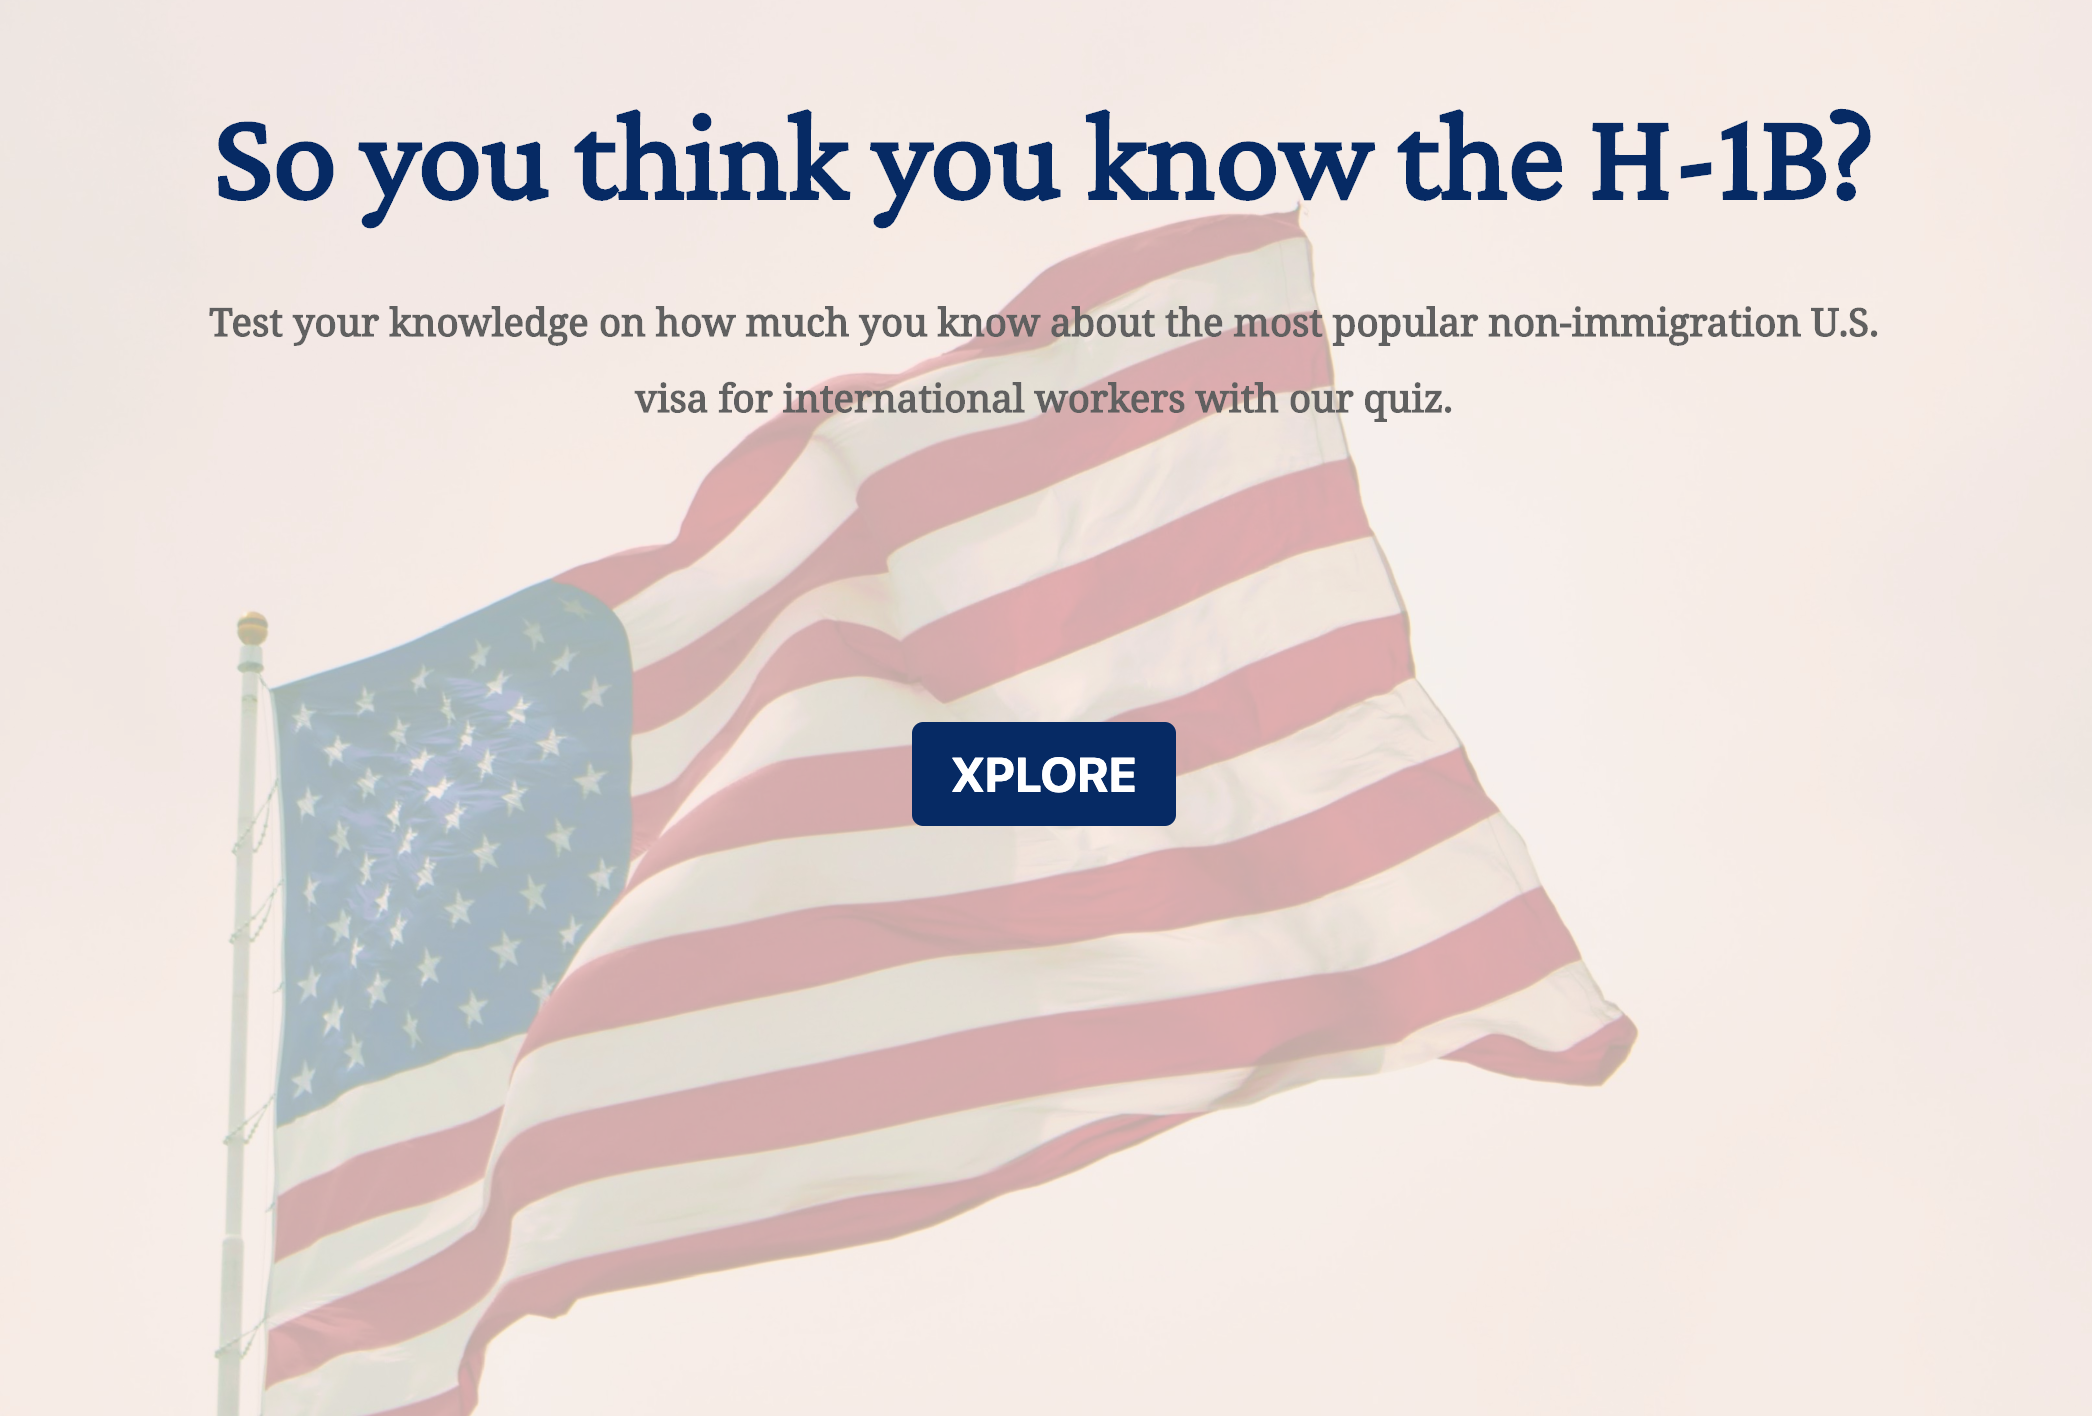 So you think you know the H-1B?
Test your knowledge on how much you know about the most popular non-immigration U.S.
visa for international workers with our quiz.
XPLORE